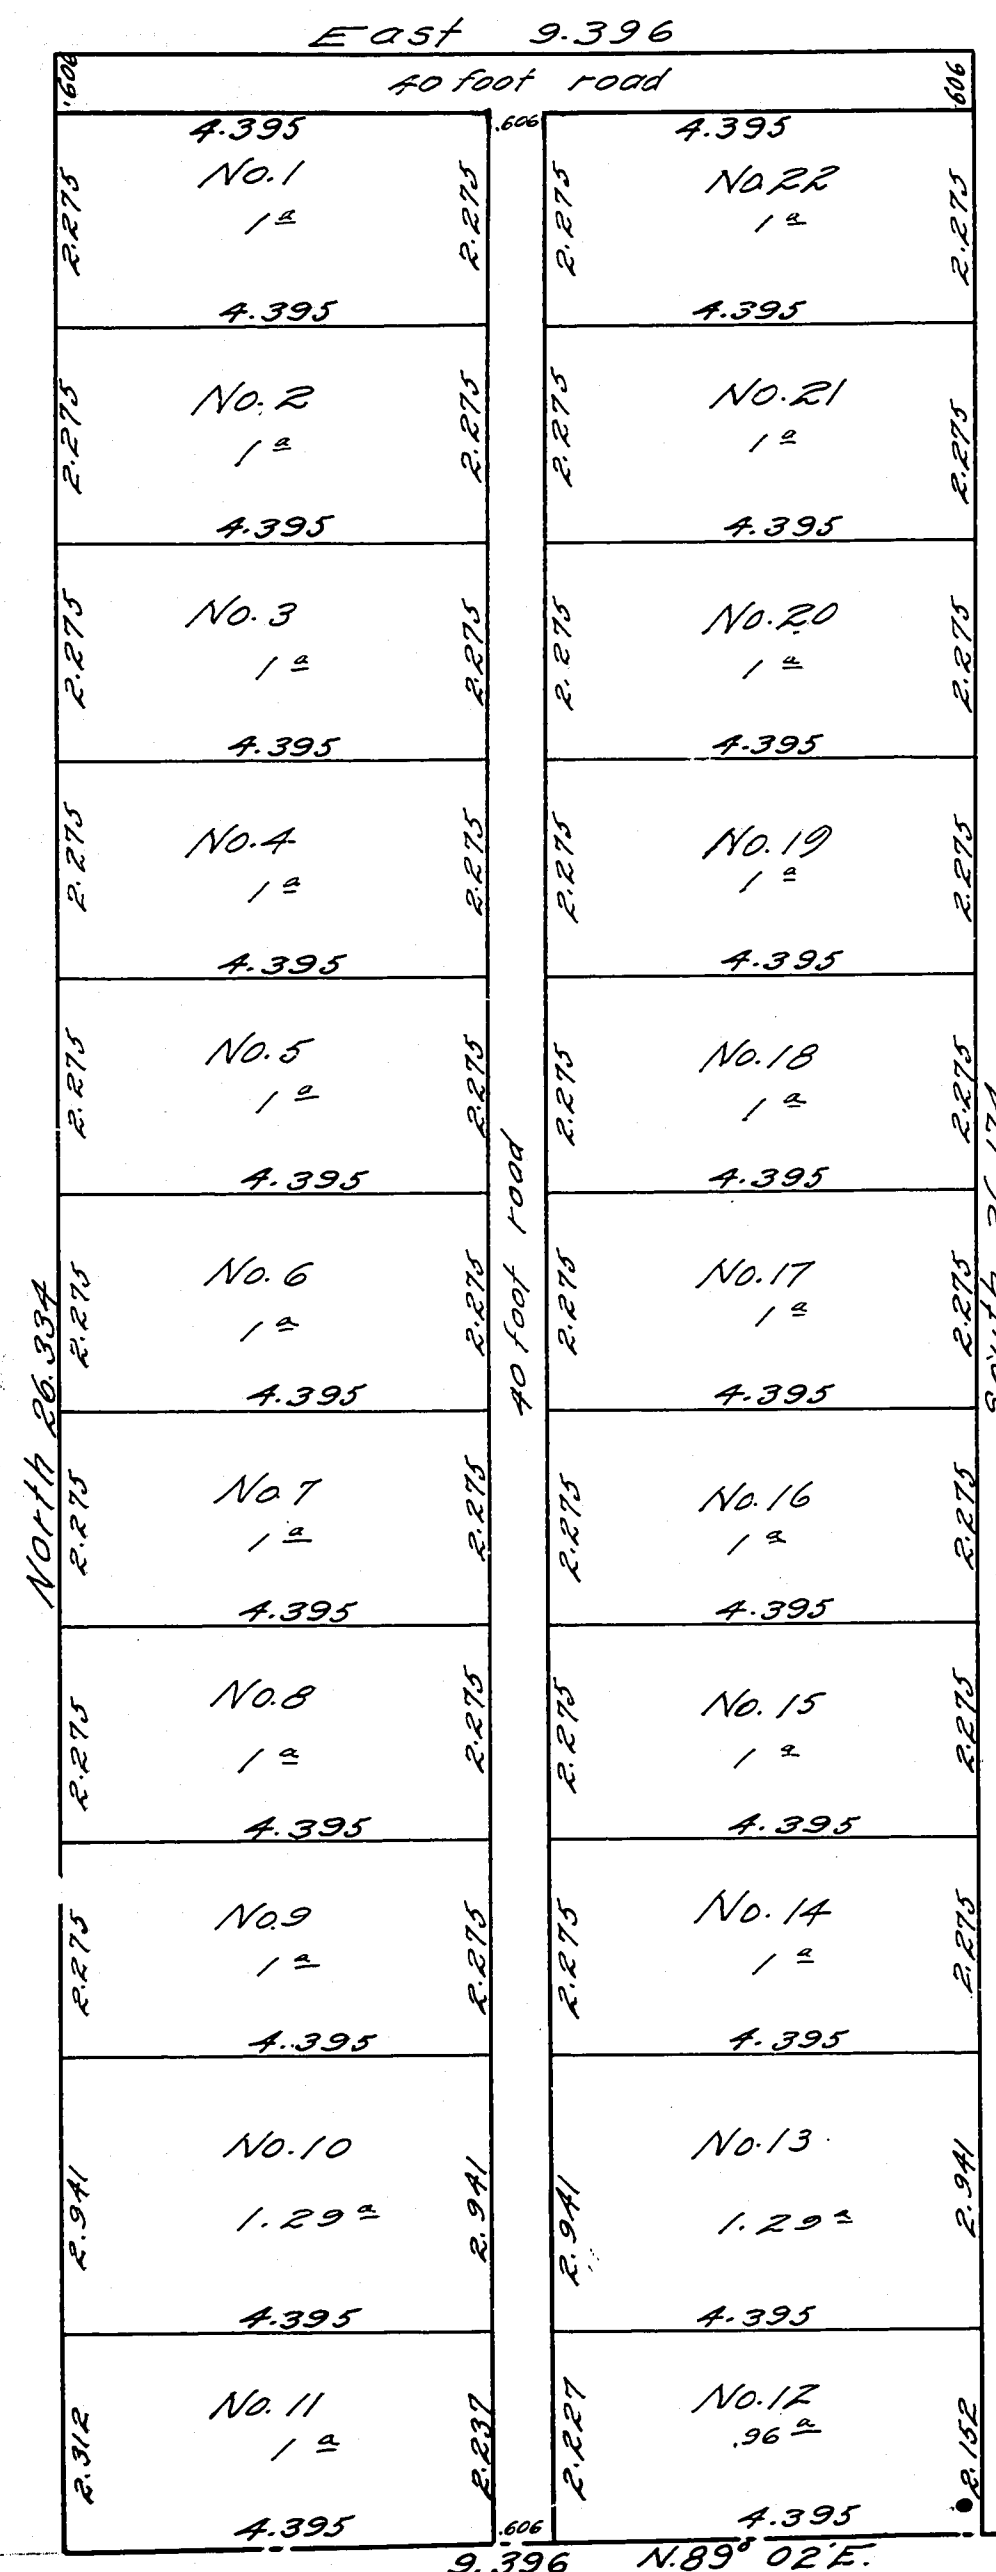 East 9.396
.606 40 foot road .606
4.395 .606 4.395
No.1 No.22
2.275 1ª 2.275 2.275 1ª 2.275
4.395 4.395
No.2 No.21
2.275 1ª 2.275 2.275 1ª 2.275
4.395 4.395
No.3 No.20
2.275 1ª 2.275 2.275 1ª 2.275
4.395 4.395
No.4 No.19
2.275 1ª 2.275 2.275 1ª 2.275
4.395 4.395
No.5 No.18
2.275 1ª 2.275 2.275 1ª 2.275
4.395 4.395
40 foot road
North 26.334
No.6 No.17
2.275 1ª 2.275 2.275 1ª 2.275
4.395 4.395
No.7 No.16
2.275 1ª 2.275 2.275 1ª 2.275
4.395 4.395
No.8 No.15
2.275 1ª 2.275 2.275 1ª 2.275
4.395 4.395
No.9 No.14
2.275 1ª 2.275 2.275 1ª 2.275
4.395 4.395
No.10 No.13
2.941 1.29ª 2.941 2.941 1.29ª 2.941
4.395 4.395
No.11 No.12
2.312 1ª 2.237 2.227 .96ª 2.152
4.395 .606 4.395
9.396 N.89° 02'E.